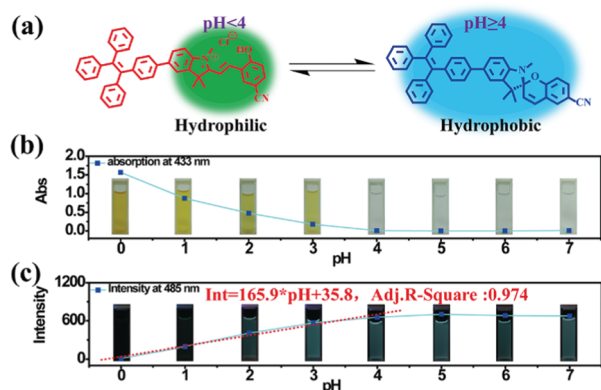 (a)
pH<4
pH≥4
HO
CN
N
O
CN
Hydrophilic
Hydrophobic
(b)
absorption at 433 nm
Abs
2.0
1.5
1.0
0.5
0.0
0 1 2 3 4 5 6 7
pH
(c)
Intensity at 485 nm
Int=165.9*pH+35.8, Adj.R-Square :0.974
Intensity
1200
600
0
0 1 2 3 4 5 6 7
pH